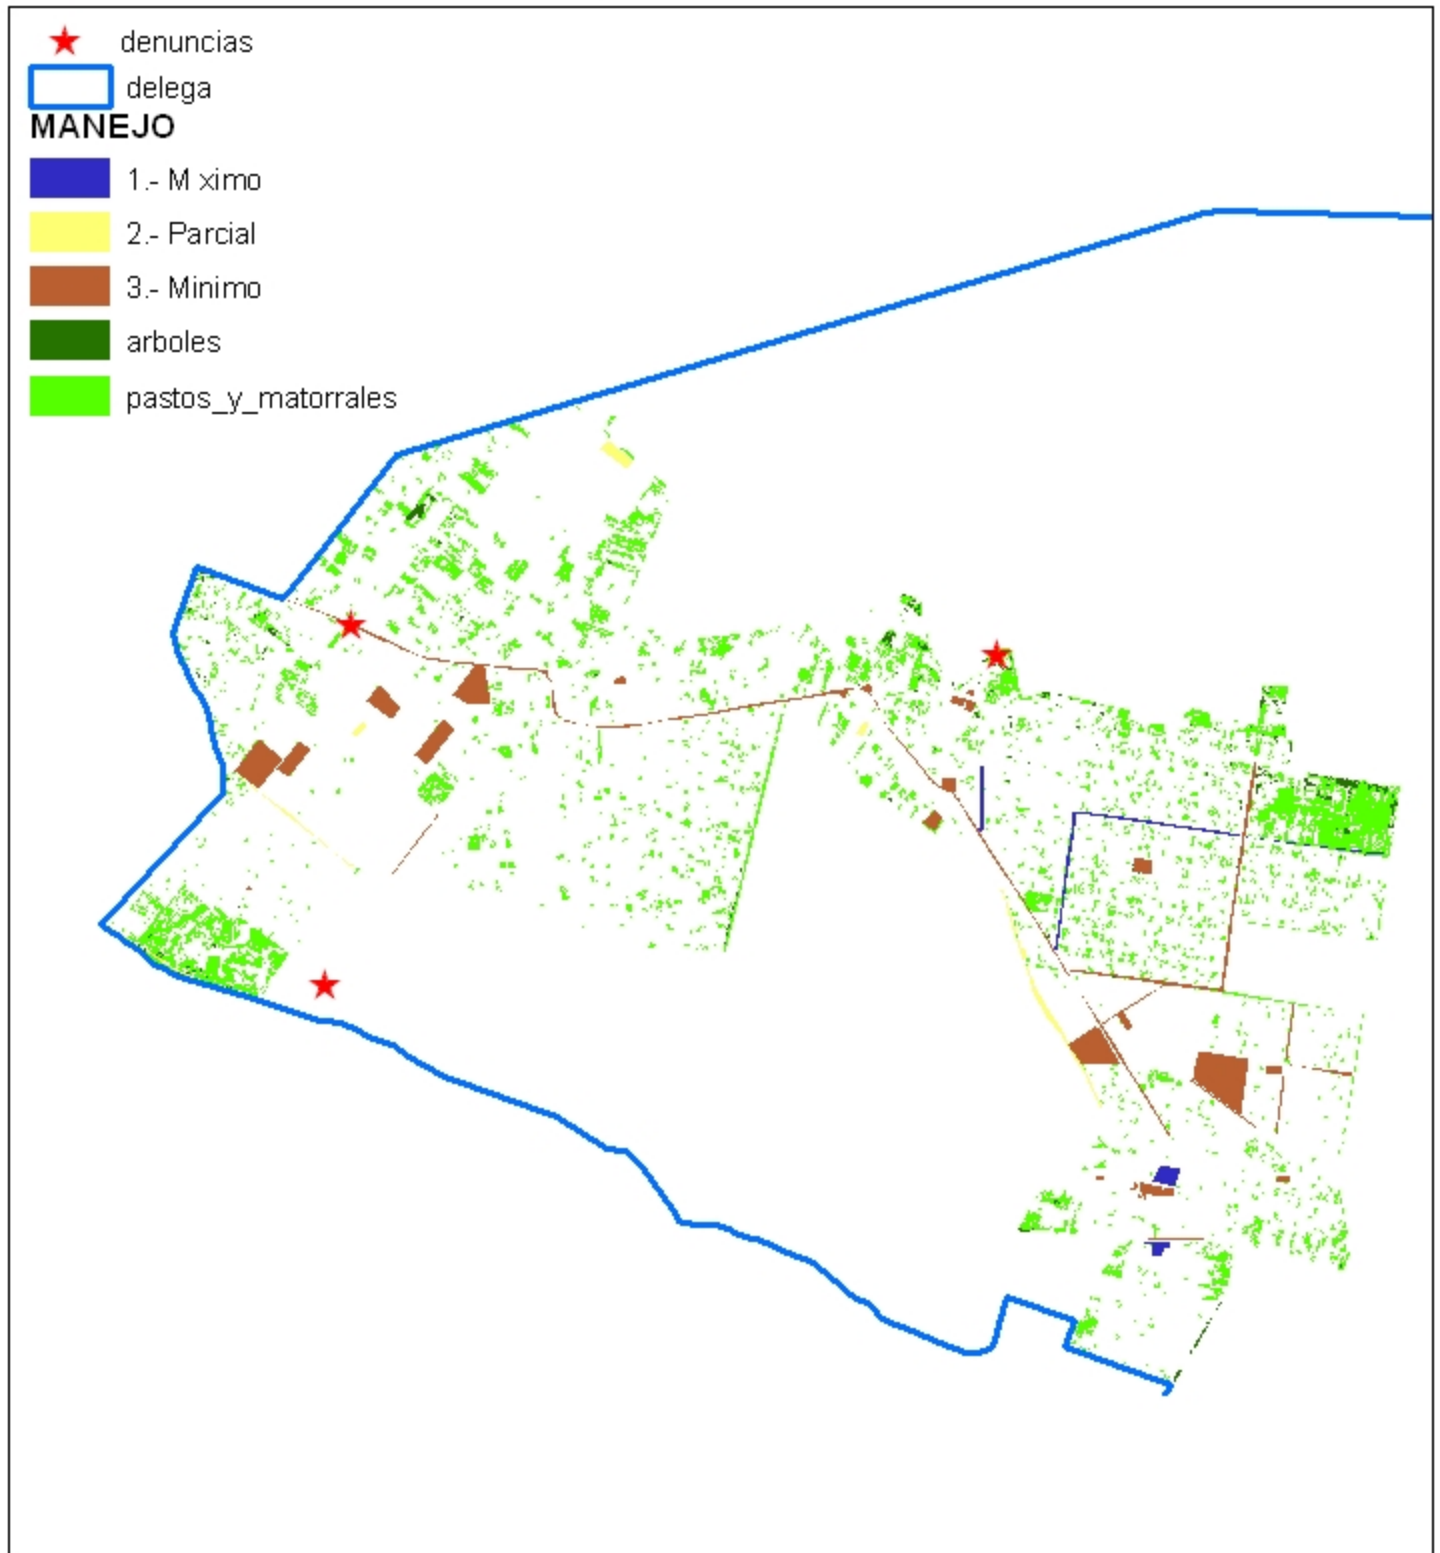 denuncias
delega
MANEJO
1.- M ximo
2.- Parcial
3.- Minimo
arboles
pastos_y_matorrales